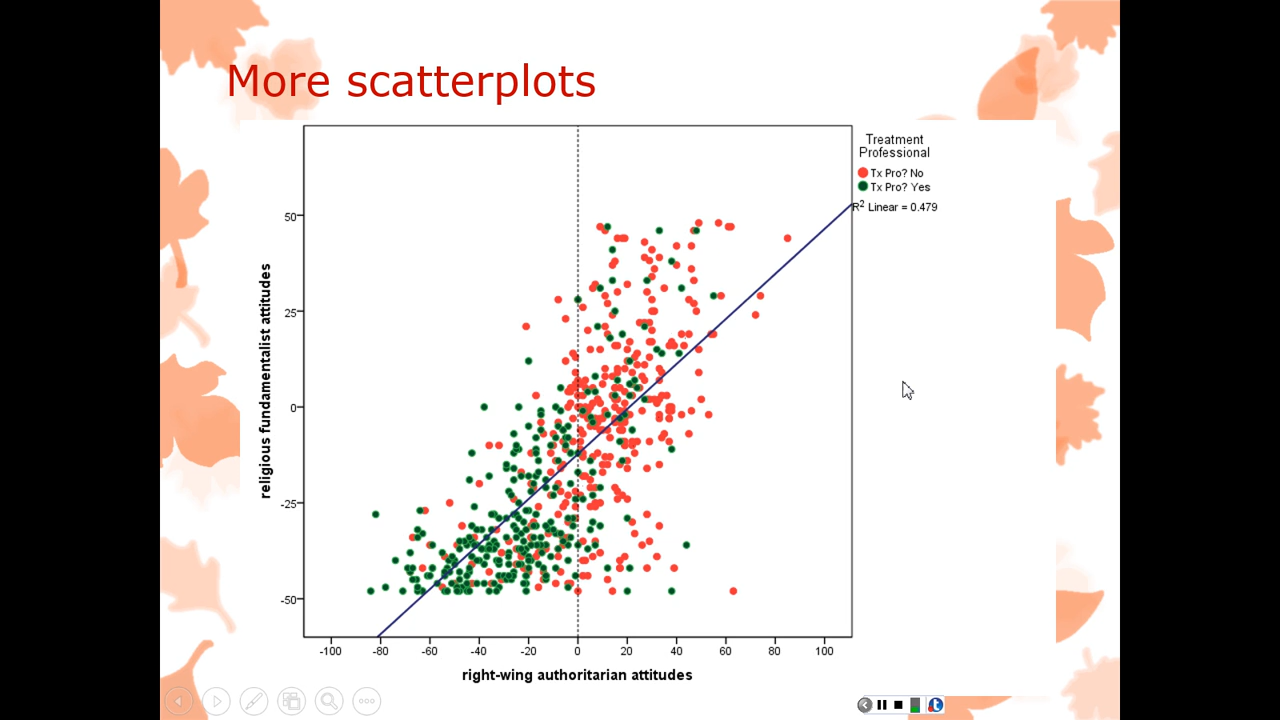 More scatterplots
Treatment
Professional
Tx Pro? No
Tx Pro? Yes
R2 Linear = 0.479
religious fundamentalist attitudes
50
25
0
-25
-50
-100 -80 -60 -40 -20 0 20 40 60 80 100
right-wing authoritarian attitudes